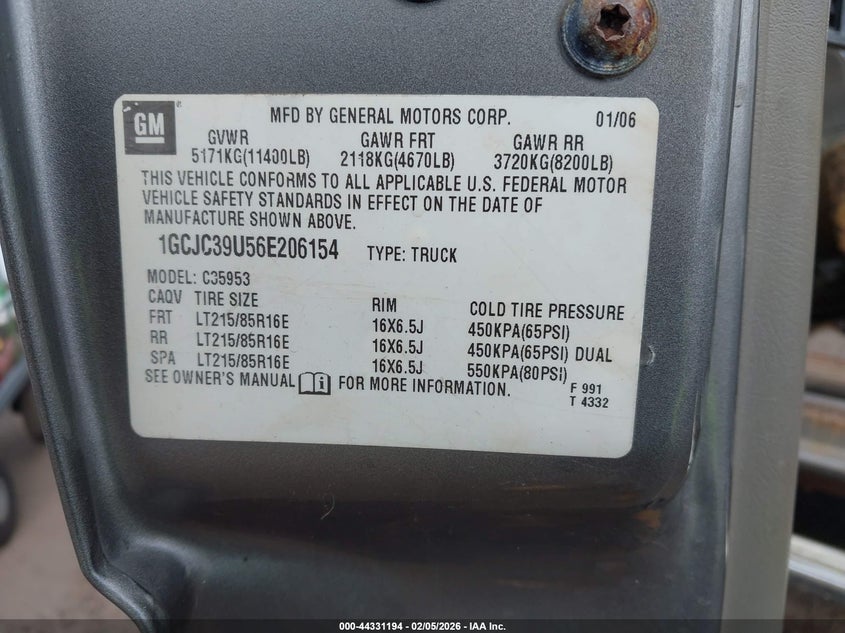 GM
MFD BY GENERAL MOTORS CORP. 01/06
GVWR GAWR FRT GAWR RR
5171KG(11400LB) 2118KG(4670LB) 3720KG(8200LB)
THIS VEHICLE CONFORMS TO ALL APPLICABLE U.S. FEDERAL MOTOR
VEHICLE SAFETY STANDARDS IN EFFECT ON THE DATE OF
MANUFACTURE SHOWN ABOVE.
1GCJC39U56E206154 TYPE: TRUCK
MODEL: C35953
CAQV TIRE SIZE RIM COLD TIRE PRESSURE
FRT LT215/85R16E 16X6.5J 450KPA(65PSI)
RR LT215/85R16E 16X6.5J 450KPA(65PSI) DUAL
SPA LT215/85R16E 16X6.5J 550KPA(80PSI)
SEE OWNER'S MANUAL FOR MORE INFORMATION.
F 991
T 4332
000-44331194 - 02/05/2026 - IAA Inc.